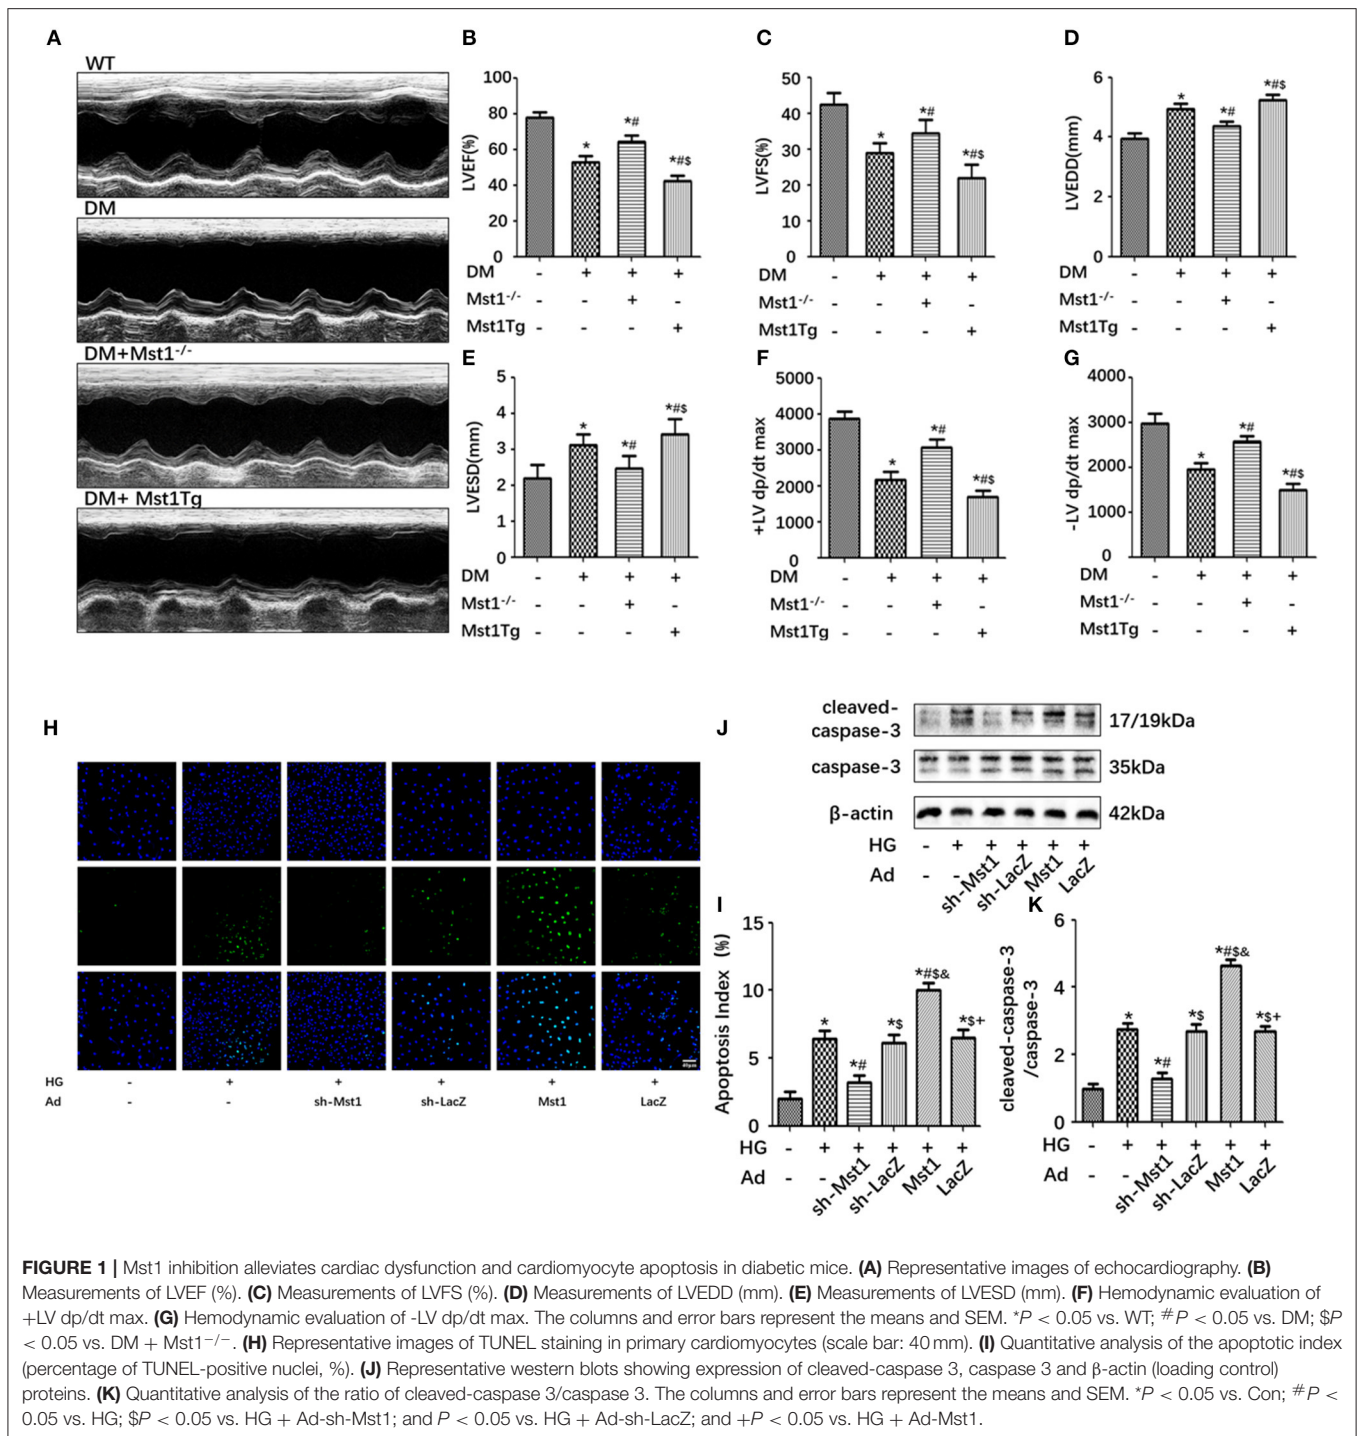 A
WT
DM
DM+Mst1-/-
DM+ Mst1Tg
B
LVEF(%)
100
80
60
40
20
0
* *# *#$
DM - + + +
Mst1-/- - - + -
Mst1Tg - - - +
C
LVFS(%)
50
40
30
20
10
0
* *# *#$
DM - + + +
Mst1-/- - - + -
Mst1Tg - - - +
D
LVEDD(mm)
6
4
2
0
* *# *#$
DM - + + +
Mst1-/- - - + -
Mst1Tg - - - +
E
LVESD(mm)
5
4
3
2
1
0
* *# *#$
DM - + + +
Mst1-/- - - + -
Mst1Tg - - - +
F
+LV dp/dt max
5000
4000
3000
2000
1000
0
* *# *#$
DM - + + +
Mst1-/- - - + -
Mst1Tg - - - +
G
-LV dp/dt max
4000
3000
2000
1000
0
* *# *#$
DM - + + +
Mst1-/- - - + -
Mst1Tg - - - +
H
40μm
HG - + + + + +
Ad - - sh-Mst1 sh-LacZ Mst1 LacZ
J
cleaved-
caspase-3 17/19kDa
caspase-3 35kDa
β-actin 42kDa
HG - + + + + +
Ad - - sh-Mst1 sh-LacZ Mst1 LacZ
I
Apoptosis Index (%)
15
10
5
0
* *# *$ *#$& *$+
HG - + + + + +
Ad - - sh-Mst1 sh-LacZ Mst1 LacZ
K
cleaved-caspase-3
/caspase-3
6
4
2
0
* *# *$ *#$& *$+
HG - + + + + +
Ad - - sh-Mst1 sh-LacZ Mst1 LacZ
FIGURE 1 | Mst1 inhibition alleviates cardiac dysfunction and cardiomyocyte apoptosis in diabetic mice. (A) Representative images of echocardiography. (B)
Measurements of LVEF (%). (C) Measurements of LVFS (%). (D) Measurements of LVEDD (mm). (E) Measurements of LVESD (mm). (F) Hemodynamic evaluation of
+LV dp/dt max. (G) Hemodynamic evaluation of -LV dp/dt max. The columns and error bars represent the means and SEM. *P < 0.05 vs. WT; #P < 0.05 vs. DM; $P
< 0.05 vs. DM + Mst1−/−. (H) Representative images of TUNEL staining in primary cardiomyocytes (scale bar: 40 mm). (I) Quantitative analysis of the apoptotic index
(percentage of TUNEL-positive nuclei, %). (J) Representative western blots showing expression of cleaved-caspase 3, caspase 3 and β-actin (loading control)
proteins. (K) Quantitative analysis of the ratio of cleaved-caspase 3/caspase 3. The columns and error bars represent the means and SEM. *P < 0.05 vs. Con; #P <
0.05 vs. HG; $P < 0.05 vs. HG + Ad-sh-Mst1; and P < 0.05 vs. HG + Ad-sh-LacZ; and +P < 0.05 vs. HG + Ad-Mst1.